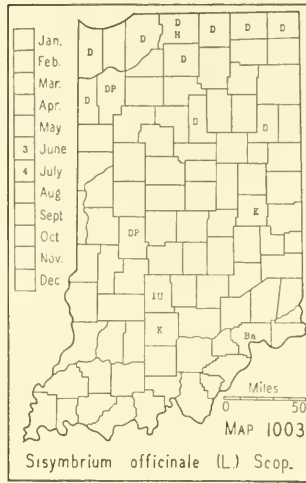 Jan.
Feb.
Mar.
Apr.
May
3 June
4 July
Aug
Sept
Oct
Nov.
Dec
D D D D H D D D
D
D DP
D D D
K
DP
IU
K
Ba
Miles
0 50
MAP 1003
Sisymbrium officinale (L.) Scop.